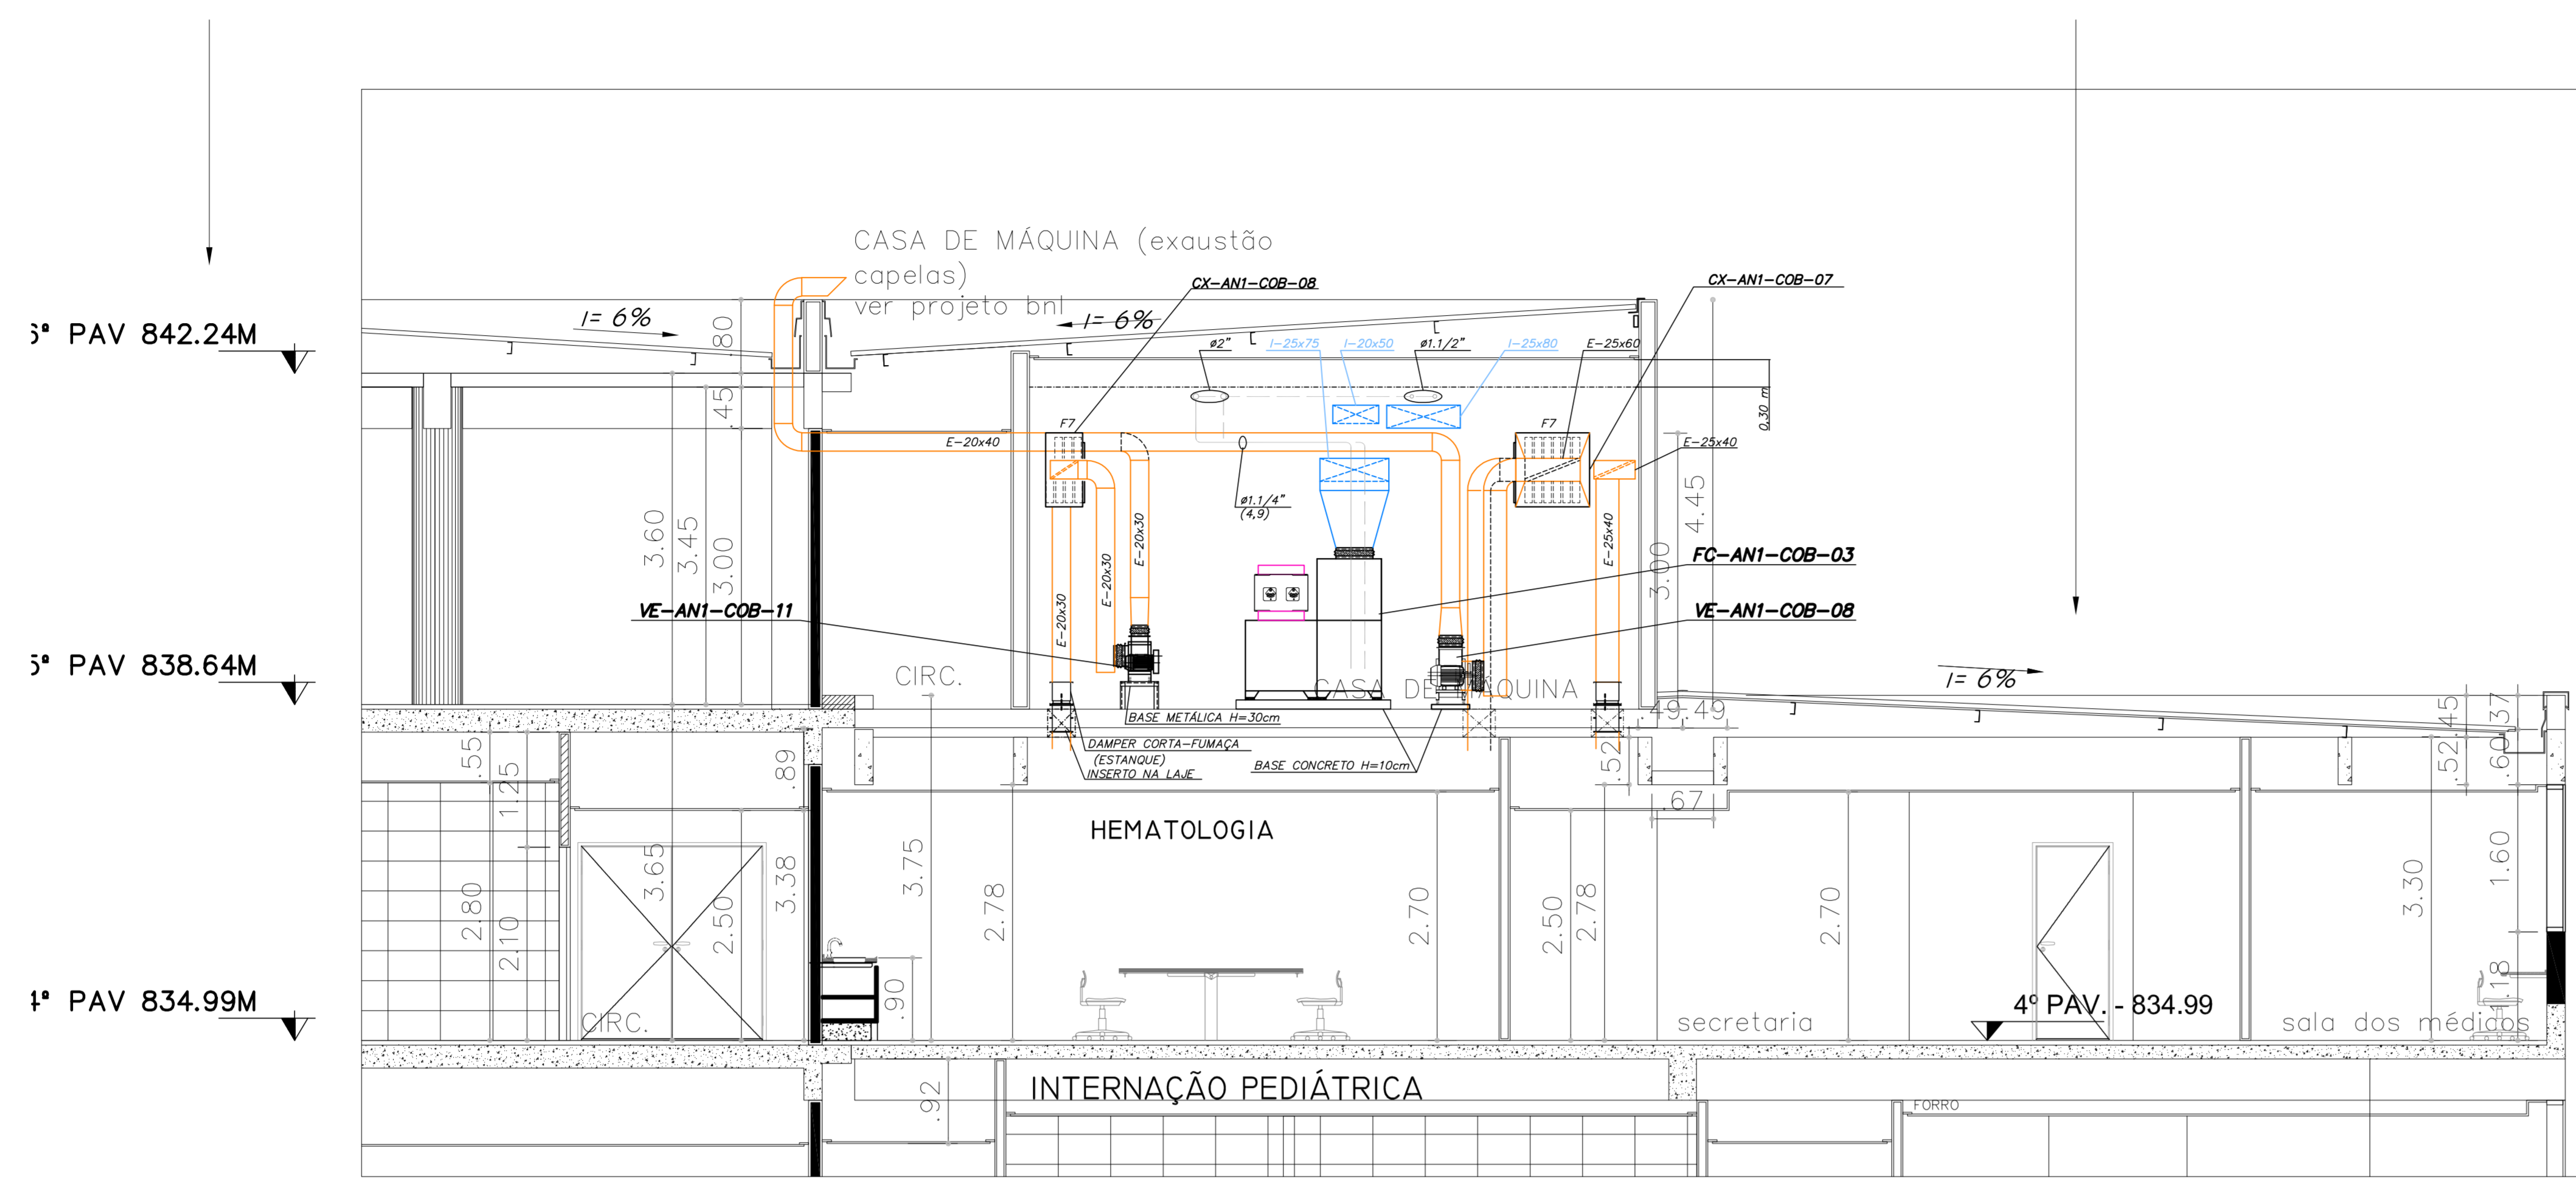 CASA DE MÁQUINA (exaustão
capelas)
ver projeto bnl
CX-AN1-COB-08
CX-AN1-COB-07
6º PAV 842.24M
I= 6%
.80
I= 6%
ø2"
I-25x75
I-20x50
ø1.1/2"
I-25x80
E-25x60
0,30 m
.45
F7
F7
E-20x40
E-25x40
ø1.1/4"
(4,9)
3.60
3.45
3.00
E-20x30
E-20x30
E-20x30
E-25x40
3.00
4.45
FC-AN1-COB-03
VE-AN1-COB-11
VE-AN1-COB-08
5º PAV 838.64M
CIRC.
CASA DE MÁQUINA
I= 6%
BASE METÁLICA H=30cm
.49
.49
.45
.37
DAMPER CORTA-FUMAÇA
(ESTANQUE)
INSERTO NA LAJE
BASE CONCRETO H=10cm
.55
1.25
.89
.52
.52
.60
.67
HEMATOLOGIA
2.80
2.10
3.65
2.50
3.38
3.75
2.78
2.70
2.50
2.78
2.70
3.30
1.60
.90
.18
4º PAV 834.99M
4º PAV. - 834.99
CIRC.
secretaria
sala dos médicos
.92
INTERNAÇÃO PEDIÁTRICA
FORRO